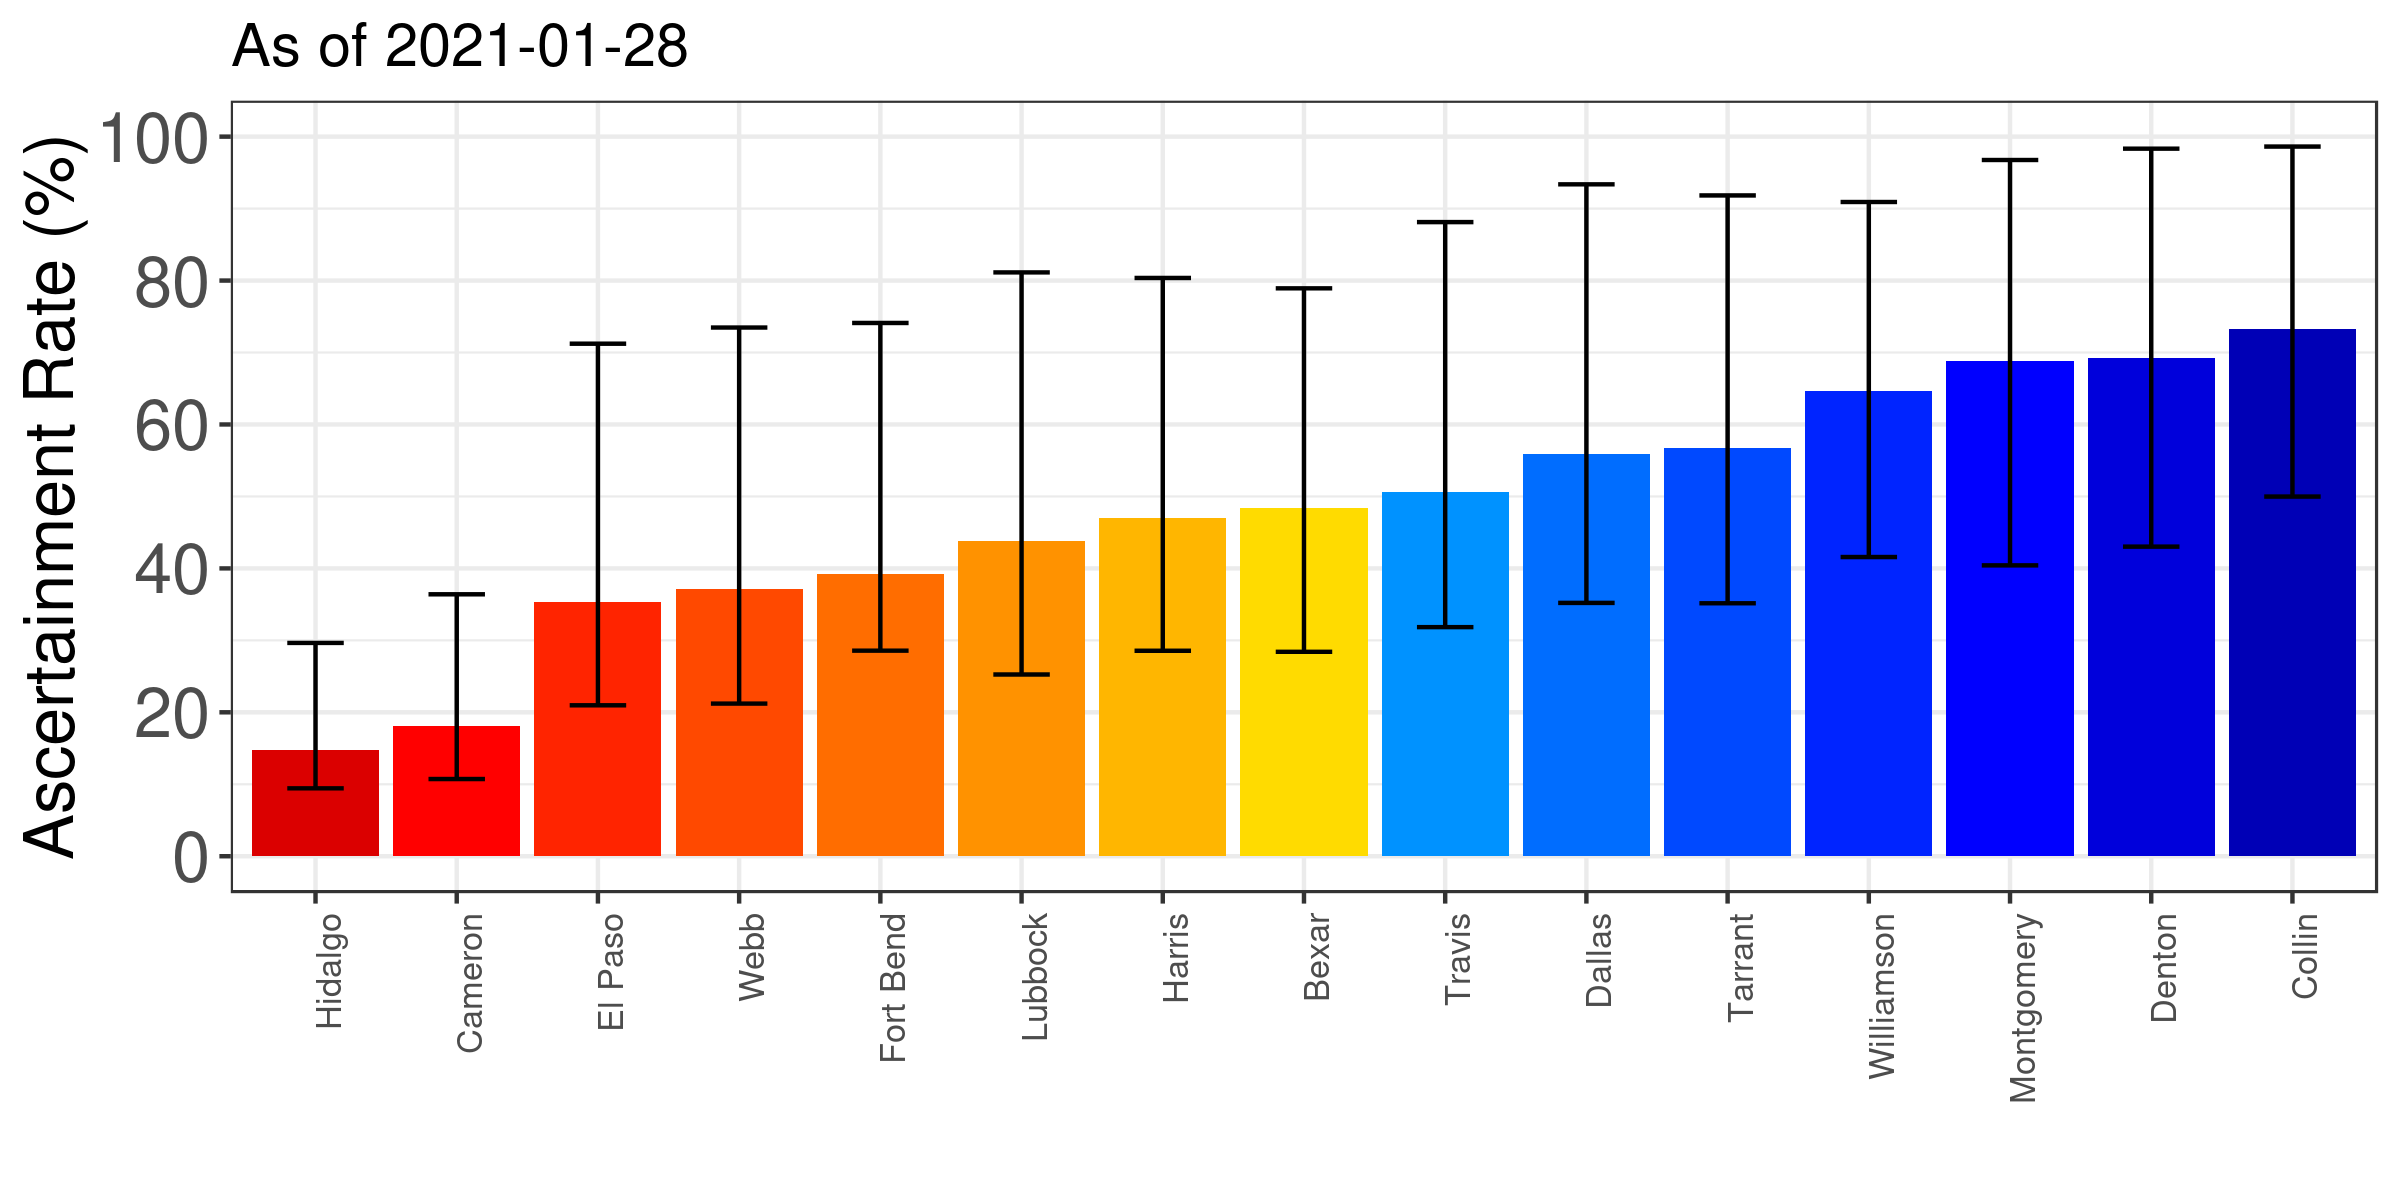 As of 2021-01-28
Ascertainment Rate (%)
100
80
60
40
20
0
Hidalgo
Cameron
El Paso
Webb
Fort Bend
Lubbock
Harris
Bexar
Travis
Dallas
Tarrant
Williamson
Montgomery
Denton
Collin